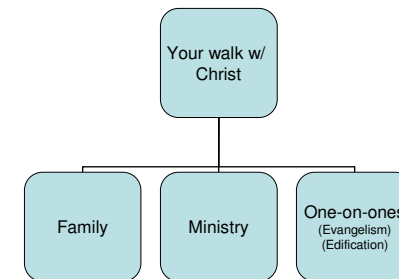 Your walk w/
Christ
Family
Ministry
One-on-ones
(Evangelism)
(Edification)